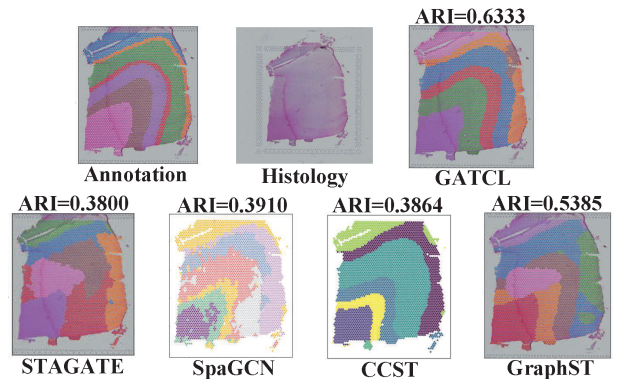 ARI=0.6333
Annotation
Histology
GATCL
ARI=0.3800
ARI=0.3910
ARI=0.3864
ARI=0.5385
STAGATE
SpaGCN
CCST
GraphST